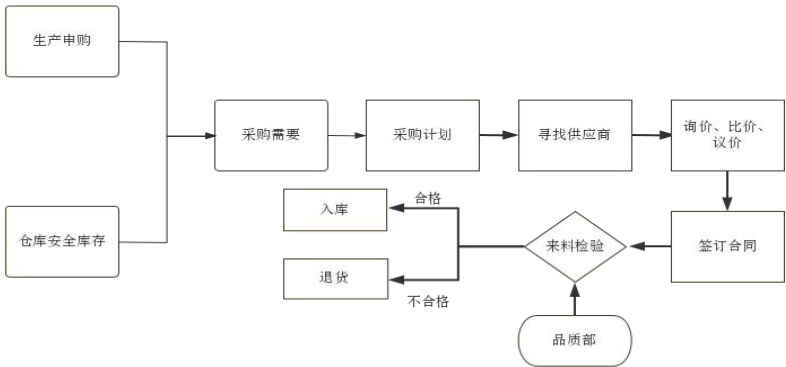 生产申购
采购需要
采购计划
寻找供应商
询价、比价、
议价
仓库安全库存
入库
合格
来料检验
签订合同
退货
不合格
品质部